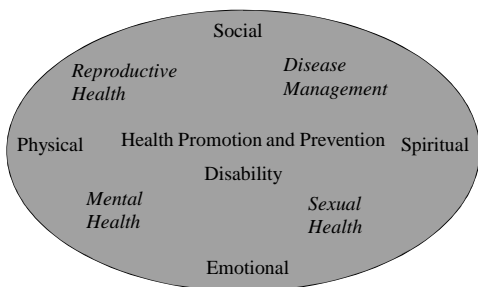 Social
Reproductive
Health
Disease
Management
Physical
Health Promotion and Prevention
Spiritual
Disability
Mental
Health
Sexual
Health
Emotional